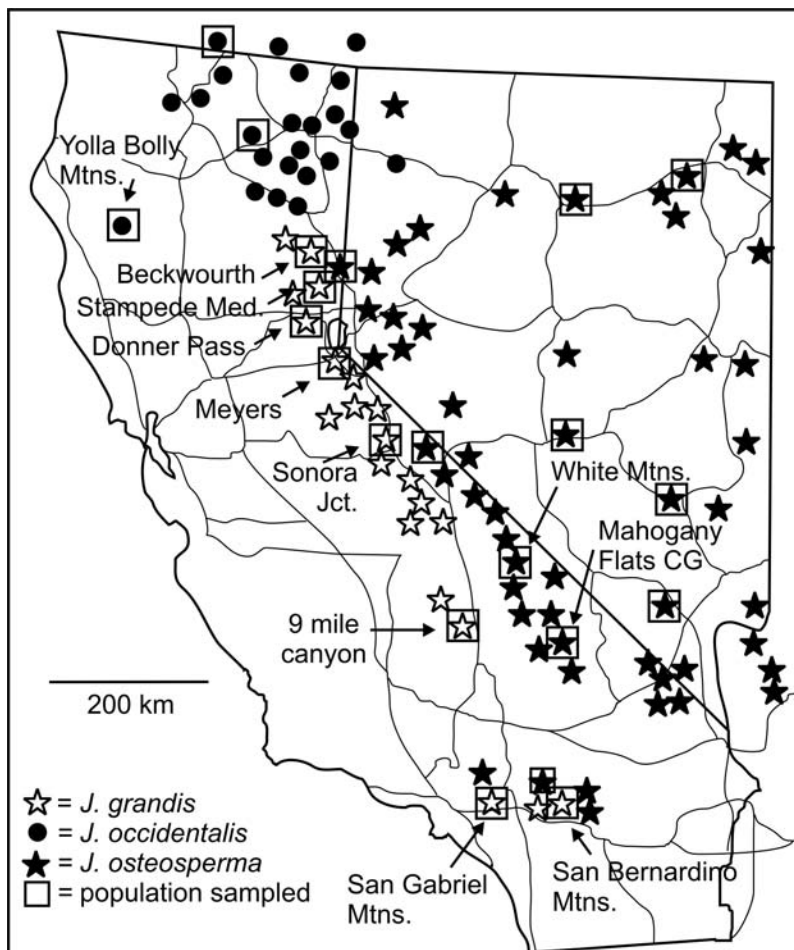 Yolla Bolly
Mtns.
Beckwourth
Stampede Med.
Donner Pass
Meyers
Sonora
Jct.
White Mtns.
Mahogany
Flats CG
9 mile
canyon
200 km
= J. grandis
= J. occidentalis
= J. osteosperma
= population sampled
San Gabriel
Mtns.
San Bernardino
Mtns.